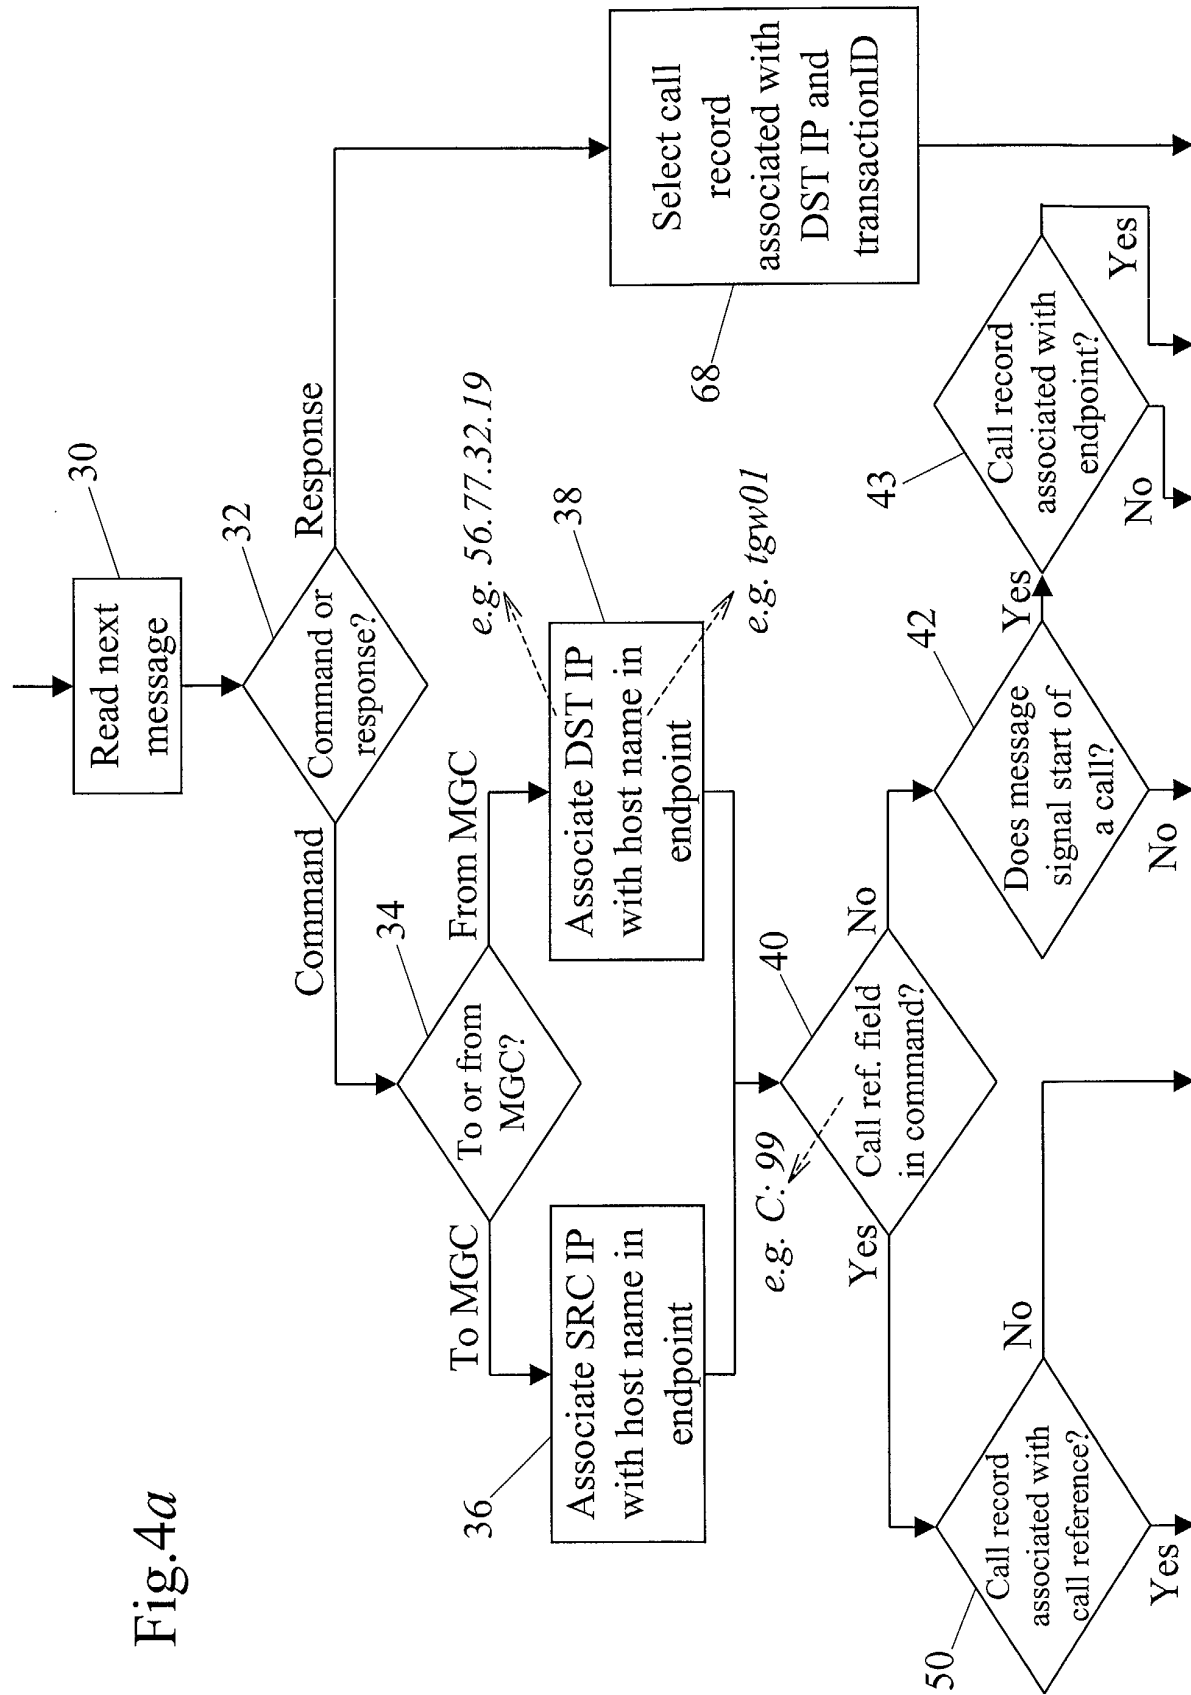 Fig.4a
Read next
message
30
Command or
response?
32
Command
Response
To or from
MGC?
34
To MGC
From MGC
Associate SRC IP
with host name in
endpoint
36
Associate DST IP
with host name in
endpoint
38
e.g. 56.77.32.19
e.g. tgw01
Select call
record
associated with
DST IP and
transactionID
68
Call ref. field
in command?
40
e.g. C: 99
Yes
No
Call record
associated with
call reference?
50
No
Yes
Does message
signal start of
a call?
42
Yes
No
Call record
associated with
endpoint?
43
Yes
No